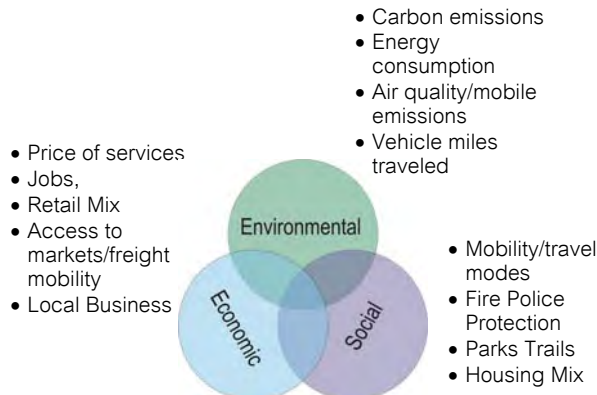 • Carbon emissions
• Energy
consumption
• Air quality/mobile
emissions
• Vehicle miles
traveled
• Price of services
• Jobs,
• Retail Mix
• Access to
markets/freight
mobility
• Local Business
Environmental
Economic
Social
• Mobility/travel
modes
• Fire Police
Protection
• Parks Trails
• Housing Mix